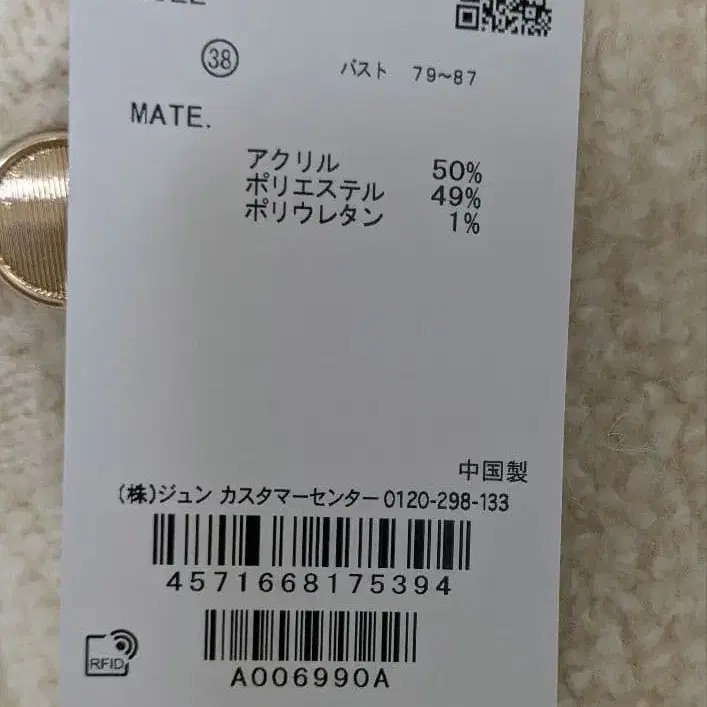 ㊳ バスト 79~87
MATE.
アクリル 50%
ポリエステル 49%
ポリウレタン 1%
中国製
(株)ジュン カスタマーセンター 0120-298-133
4571668175394
RFID
A006990A